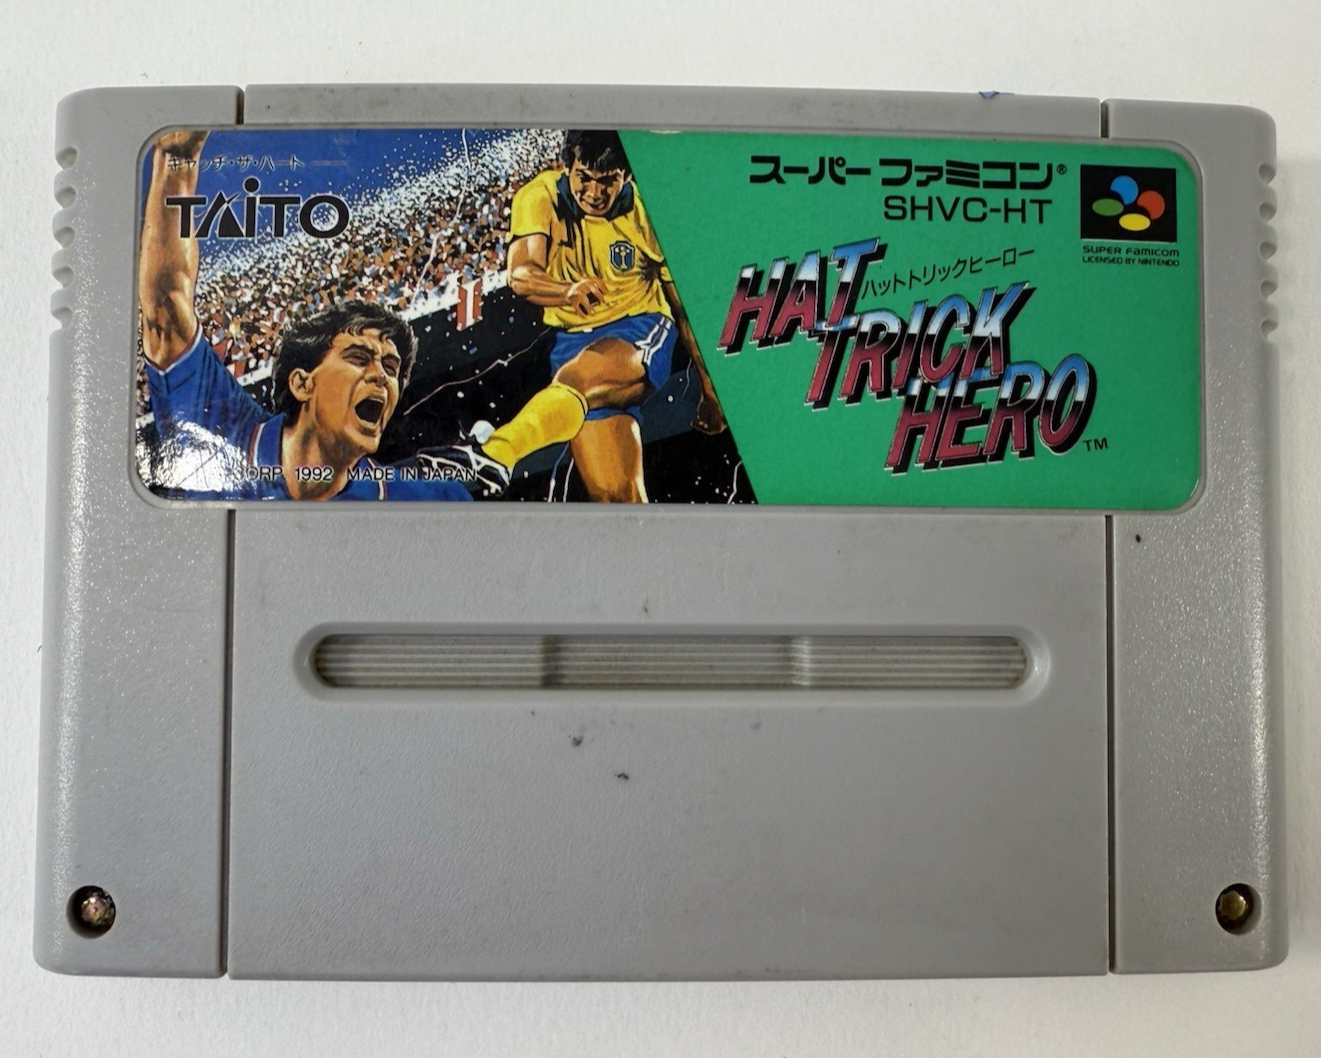 キャッチ・ザ・ハート
TAITO
ORP. 1992 MADE IN JAPAN
スーパーファミコン®
SHVC-HT
SUPER FAMICOM
LICENSED BY NINTENDO
ハットトリックヒーロー
HAT
TRICK
HERO™